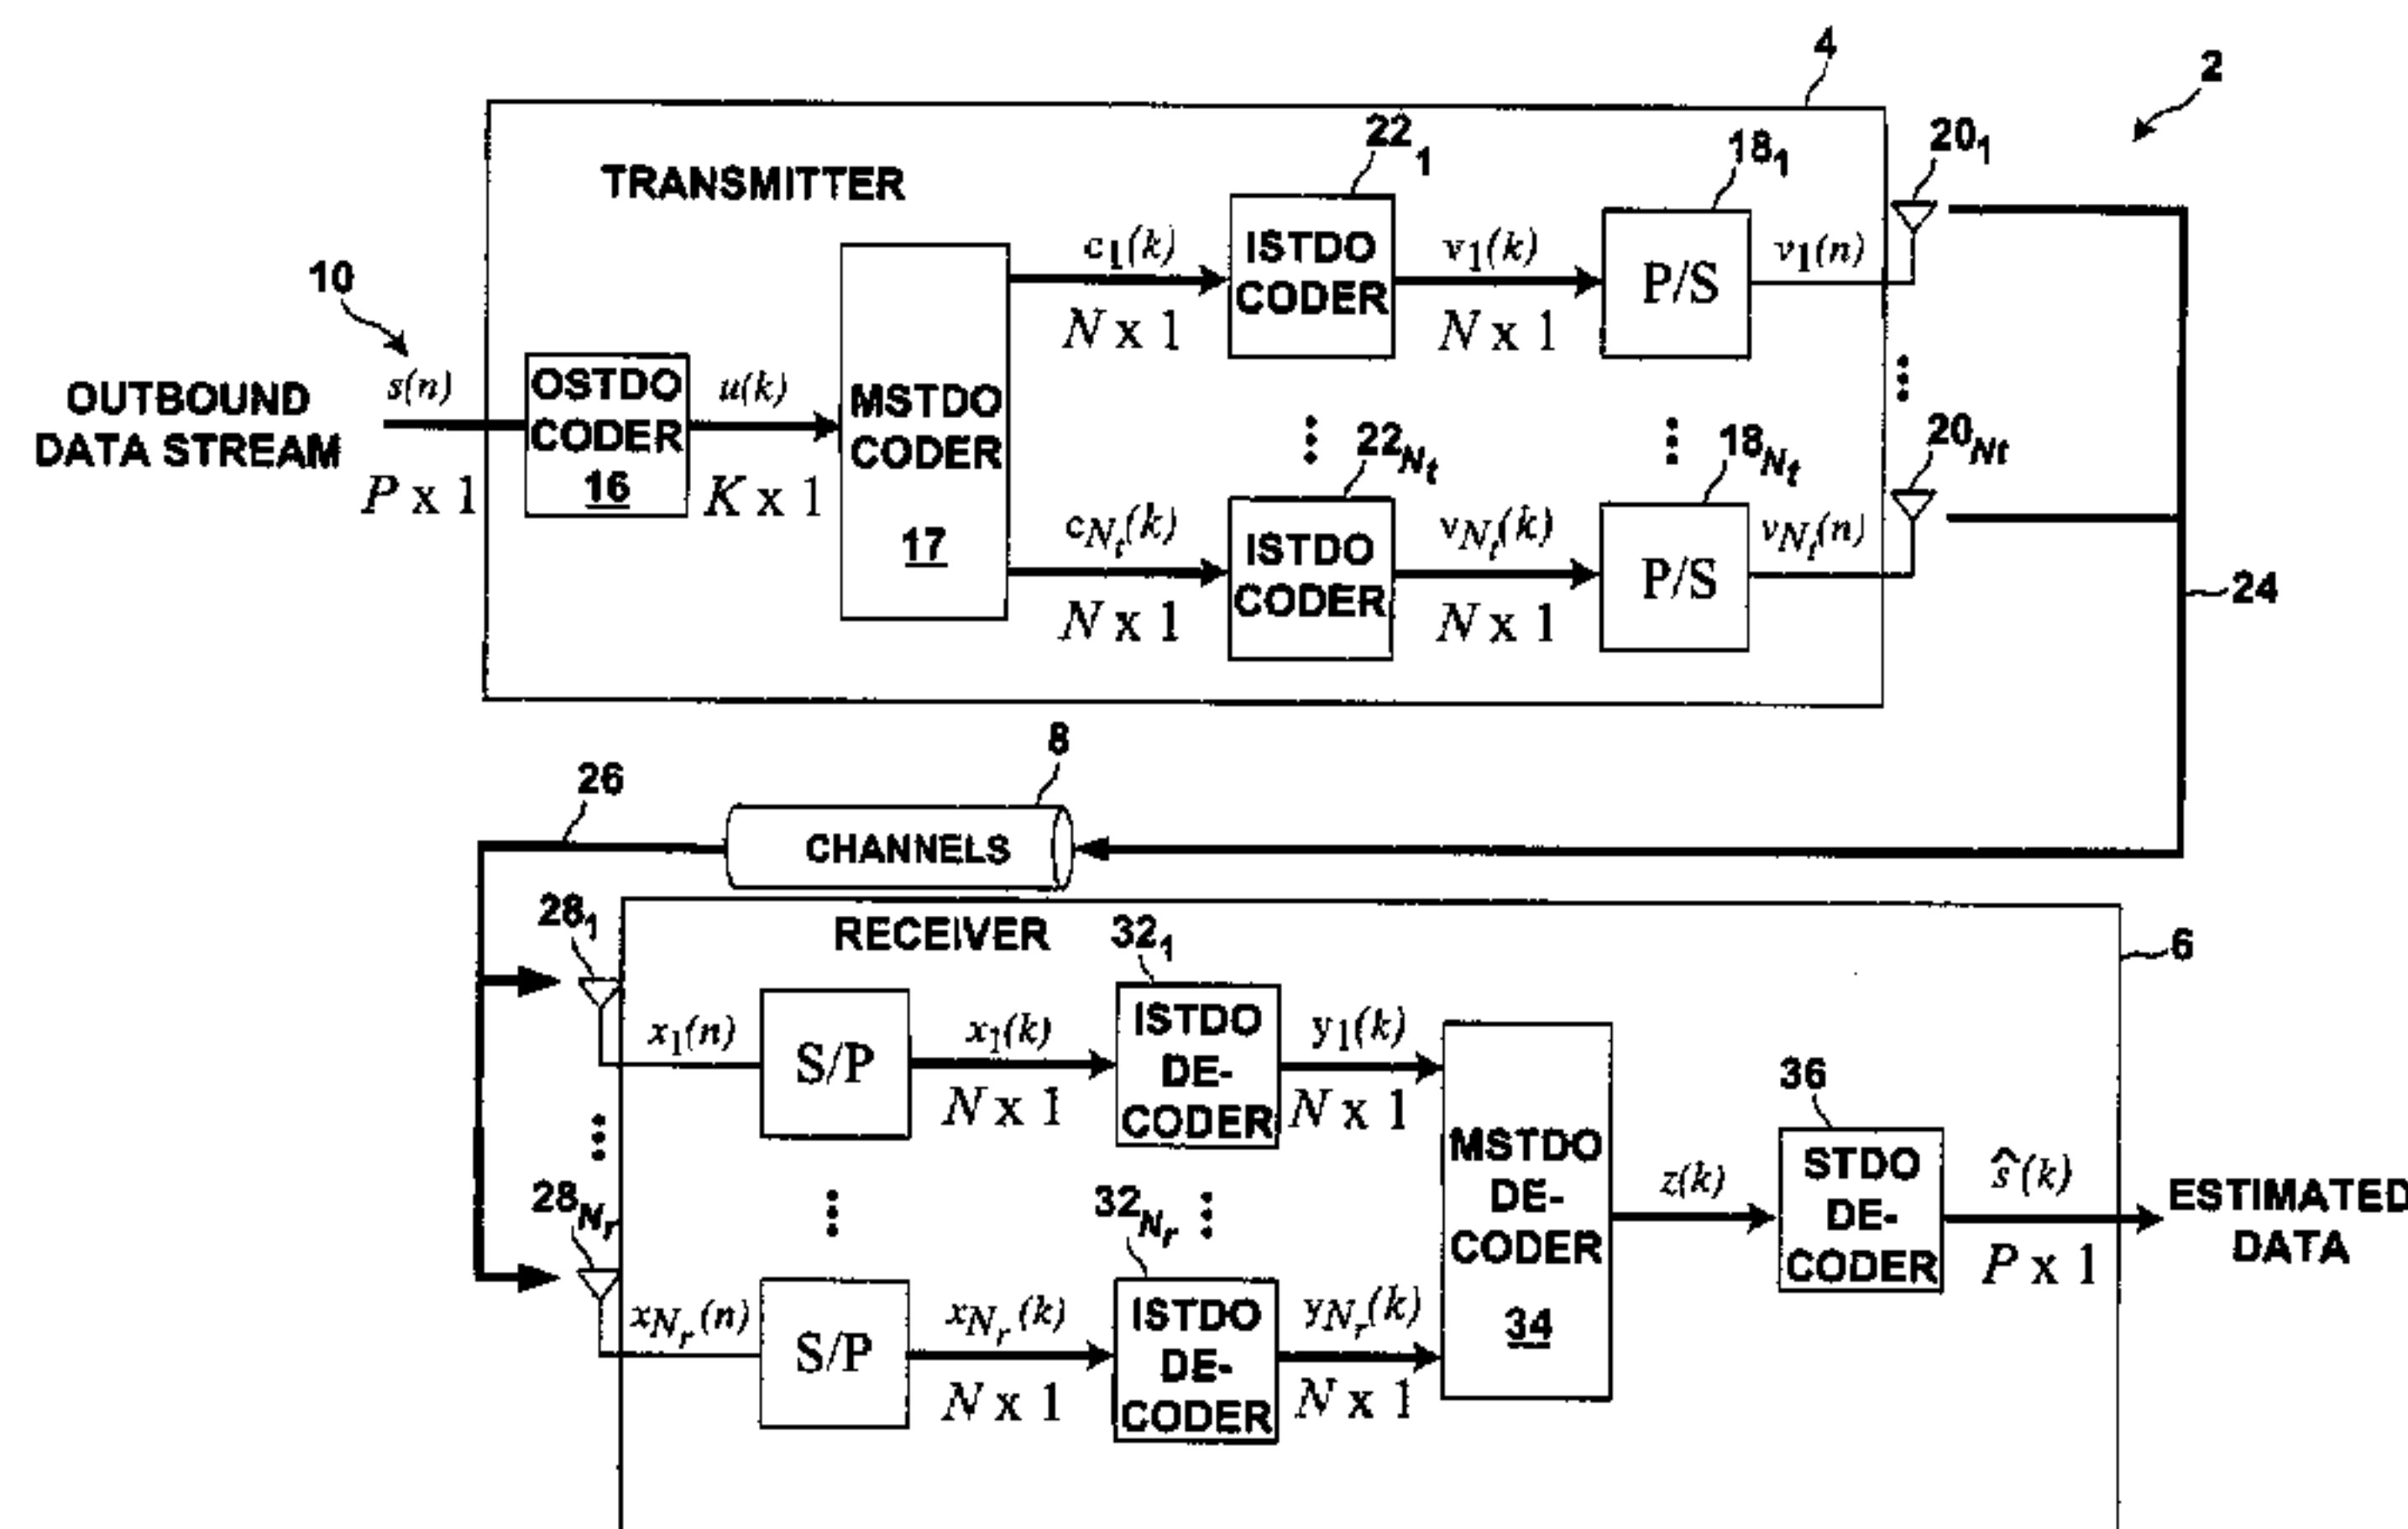 4
2
22₁
18₁
20₁
TRANSMITTER
10
c₁(k)
ISTDO
CODER
v₁(k)
P/S
v₁(n)
N x 1
N x 1
OUTBOUND
DATA STREAM
s(n)
P x 1
OSTDO
CODER
16
u(k)
K x 1
MSTDO
CODER
17
22Nₜ
18Nₜ
20Nt
cNₜ(k)
ISTDO
CODER
vNₜ(k)
P/S
vNₜ(n)
N x 1
N x 1
24
8
26
CHANNELS
28₁
RECEIVER
32₁
6
x₁(n)
S/P
x₁(k)
N x 1
ISTDO
DE-
CODER
y₁(k)
N x 1
MSTDO
DE-
CODER
34
36
z(k)
STDO
DE-
CODER
ŝ(k)
P x 1
ESTIMATED
DATA
28Nᵣ
32Nᵣ
xNᵣ(n)
S/P
xNᵣ(k)
N x 1
ISTDO
DE-
CODER
yNᵣ(k)
N x 1